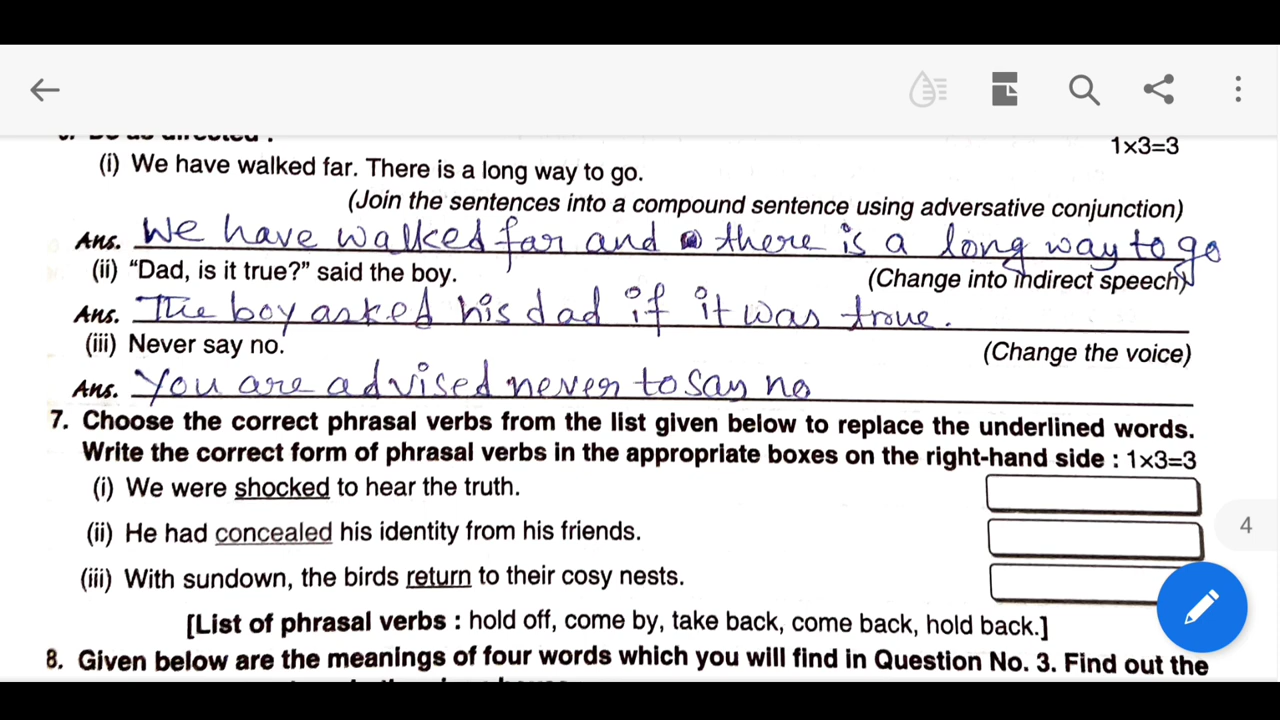 6. Do as directed :
1×3=3
(i) We have walked far. There is a long way to go.
(Join the sentences into a compound sentence using adversative conjunction)
Ans. We have walked far and there is a long way to go
(ii) “Dad, is it true?” said the boy. (Change into indirect speech)
Ans. The boy asked his dad if it was true.
(iii) Never say no. (Change the voice)
Ans. You are advised never to say no
7. Choose the correct phrasal verbs from the list given below to replace the underlined words.
Write the correct form of phrasal verbs in the appropriate boxes on the right-hand side : 1×3=3
(i) We were shocked to hear the truth.
(ii) He had concealed his identity from his friends.
4
(iii) With sundown, the birds return to their cosy nests.
[List of phrasal verbs : hold off, come by, take back, come back, hold back.]
8. Given below are the meanings of four words which you will find in Question No. 3. Find out the